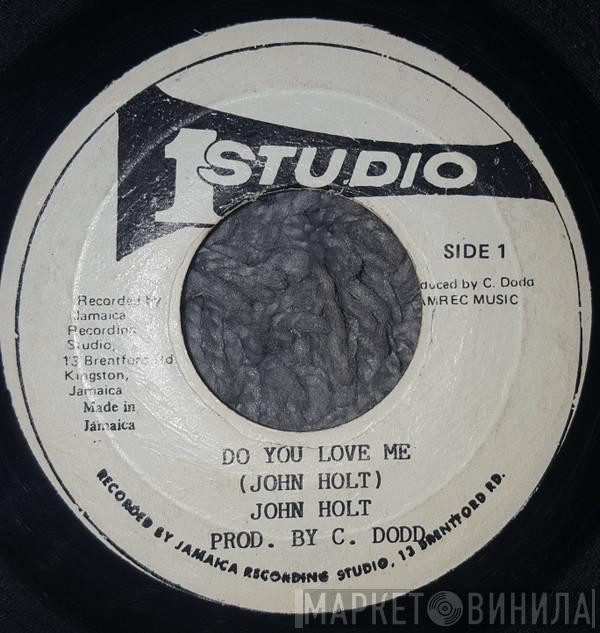 1 STUDIO
SIDE 1
duced by C. Dodd
AMREC MUSIC
Recorded by
Jamaica
Recording
Studio,
13 Brentford Rd.
Kingston,
Jamaica
Made in
Jamaica
DO YOU LOVE ME
(JOHN HOLT)
JOHN HOLT
PROD. BY C. DODD
RECORDED BY JAMAICA RECORDING STUDIO, 13 BRENTFORD RD.
МАРКЕТ ВИНИЛА